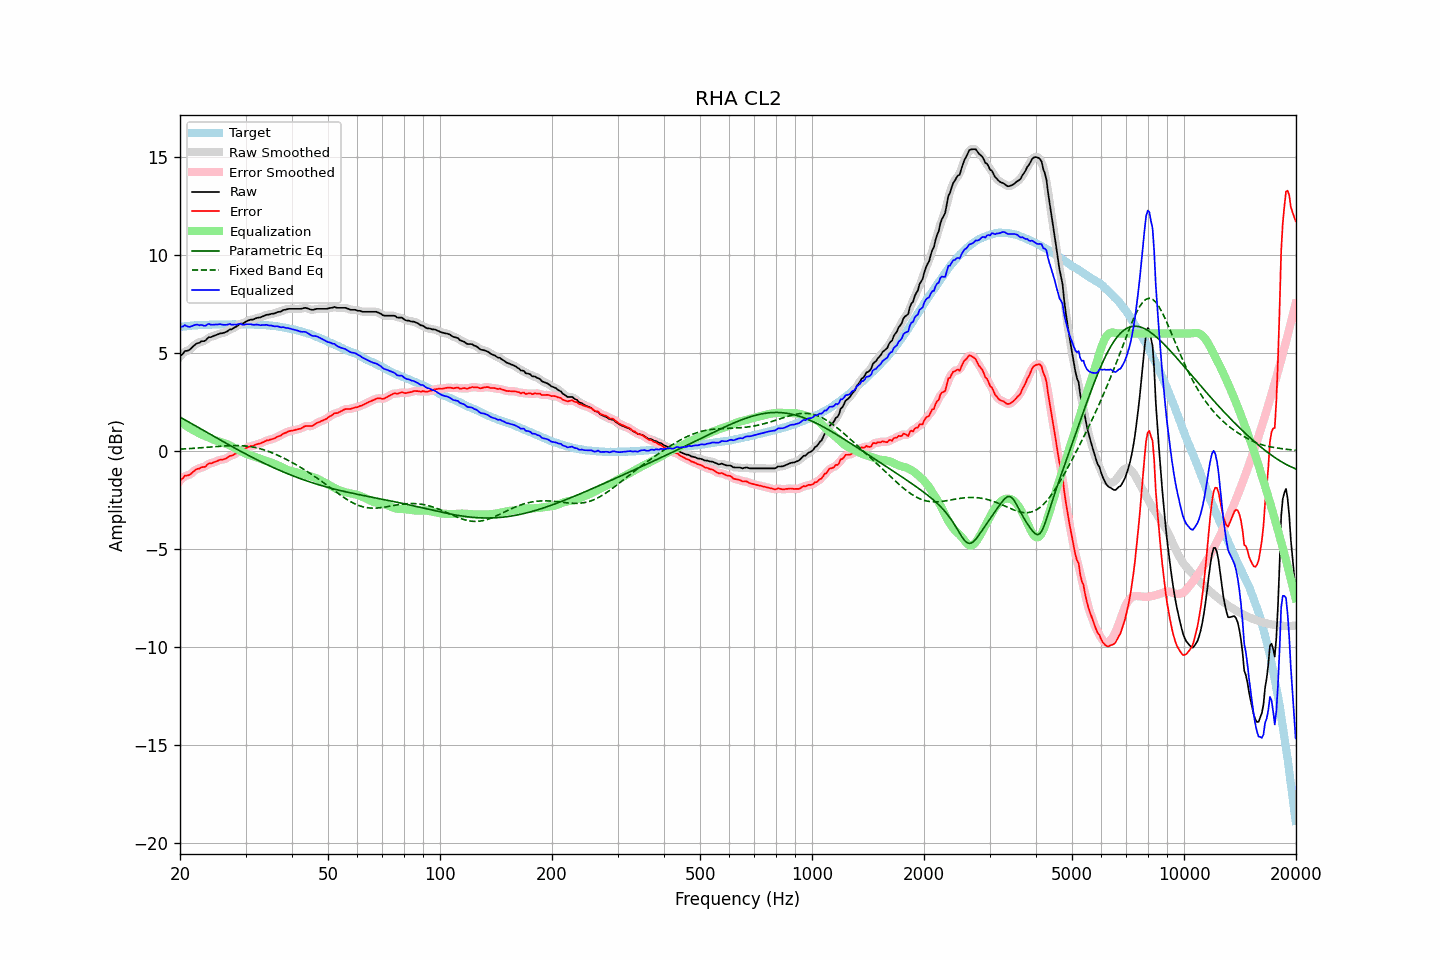 RHA CL2
Target
Raw Smoothed
Error Smoothed
Raw
Error
Equalization
Parametric Eq
Fixed Band Eq
Equalized
Amplitude (dBr)
15
10
5
0
−5
−10
−15
−20
20 50 100 200 500 1000 2000 5000 10000 20000
Frequency (Hz)